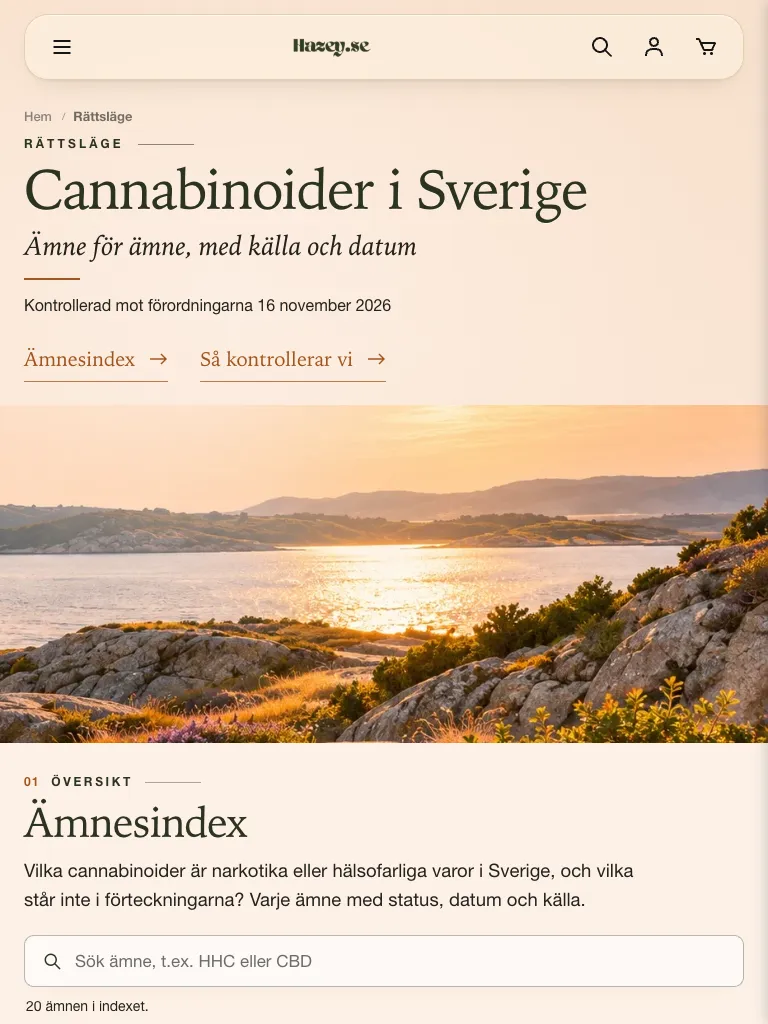 Hazey.se
Hem / Rättsläge
RÄTTSLÄGE
Cannabinoider i Sverige
Ämne för ämne, med källa och datum
Kontrollerad mot förordningarna 16 november 2026
Ämnesindex → Så kontrollerar vi →
01 ÖVERSIKT
Ämnesindex
Vilka cannabinoider är narkotika eller hälsofarliga varor i Sverige, och vilka
står inte i förteckningarna? Varje ämne med status, datum och källa.
Sök ämne, t.ex. HHC eller CBD
20 ämnen i indexet.